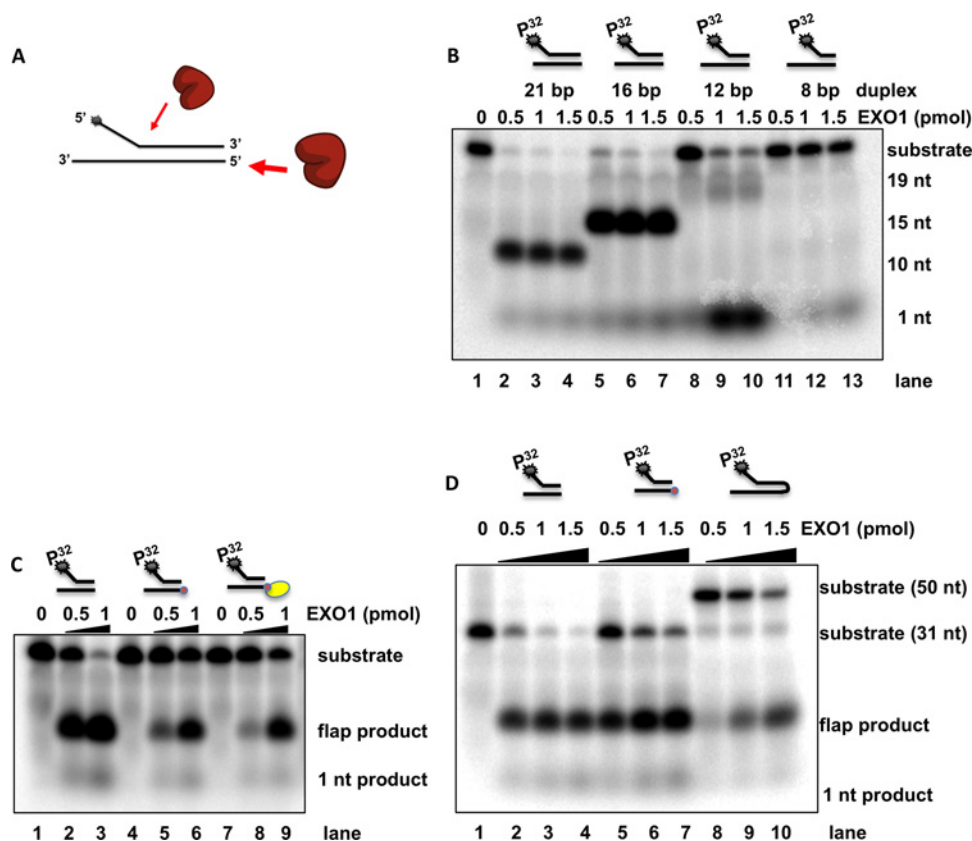 A
5'
3'
3'
5'
B
P32 P32 P32 P32
21 bp 16 bp 12 bp 8 bp duplex
0 0.5 1 1.5 0.5 1 1.5 0.5 1 1.5 0.5 1 1.5 EXO1 (pmol)
substrate
19 nt
15 nt
10 nt
1 nt
1 2 3 4 5 6 7 8 9 10 11 12 13 lane
C
P32 P32 P32
0 0.5 1 0 0.5 1 0 0.5 1 EXO1 (pmol)
substrate
flap product
1 nt product
1 2 3 4 5 6 7 8 9 lane
D
P32 P32 P32
0 0.5 1 1.5 0.5 1 1.5 0.5 1 1.5 EXO1 (pmol)
substrate (50 nt)
substrate (31 nt)
flap product
1 nt product
1 2 3 4 5 6 7 8 9 10 lane